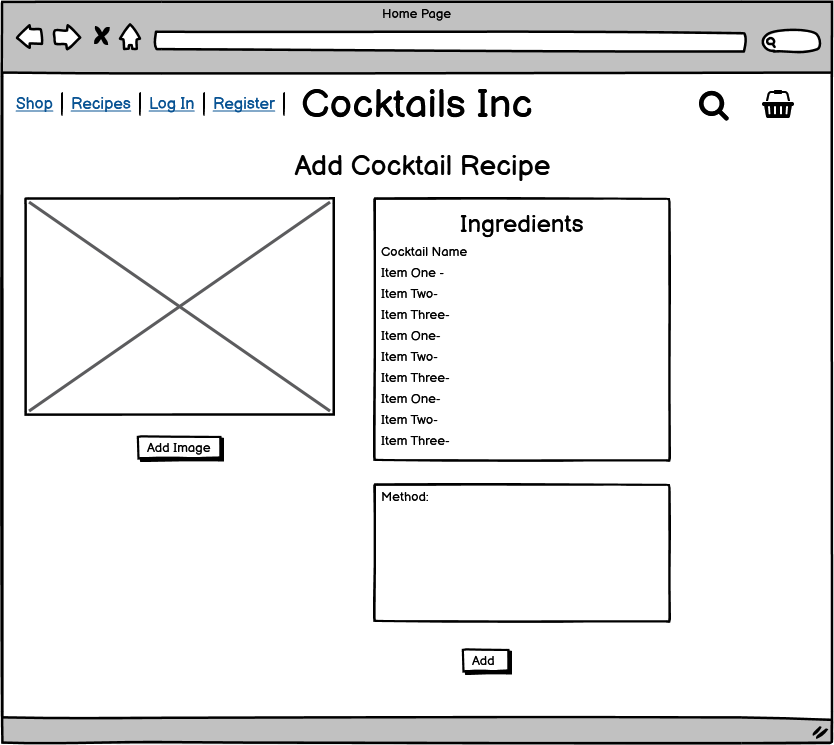 Home Page
Shop | Recipes | Log In | Register | Cocktails Inc
Add Cocktail Recipe
Ingredients
Cocktail Name
Item One -
Item Two-
Item Three-
Item One-
Item Two-
Item Three-
Item One-
Item Two-
Item Three-
Add Image
Method:
Add